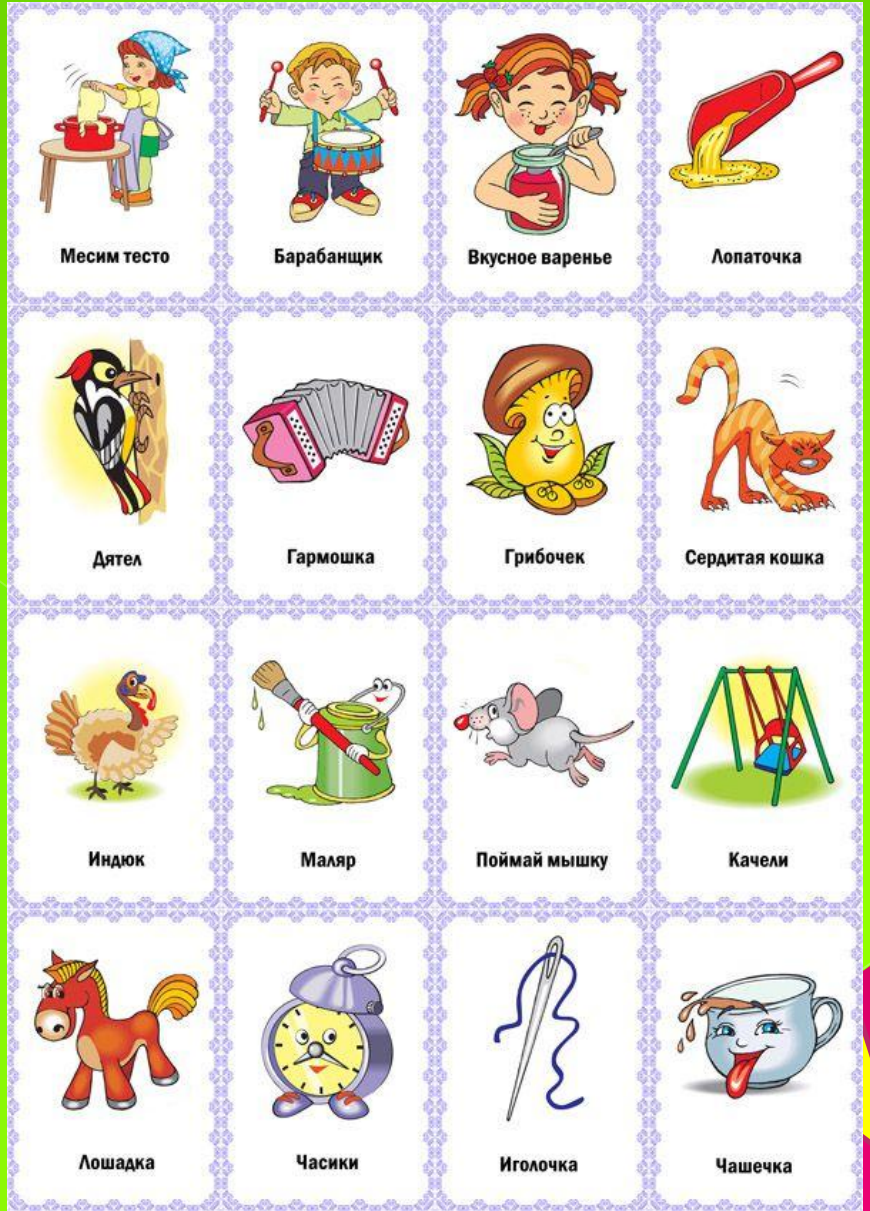 Месим тесто
Барабанщик
Вкусное варенье
Лопаточка
Дятел
Гармошка
Грибочек
Сердитая кошка
Индюк
Маляр
Поймай мышку
Качели
Лошадка
Часики
Иголочка
Чашечка